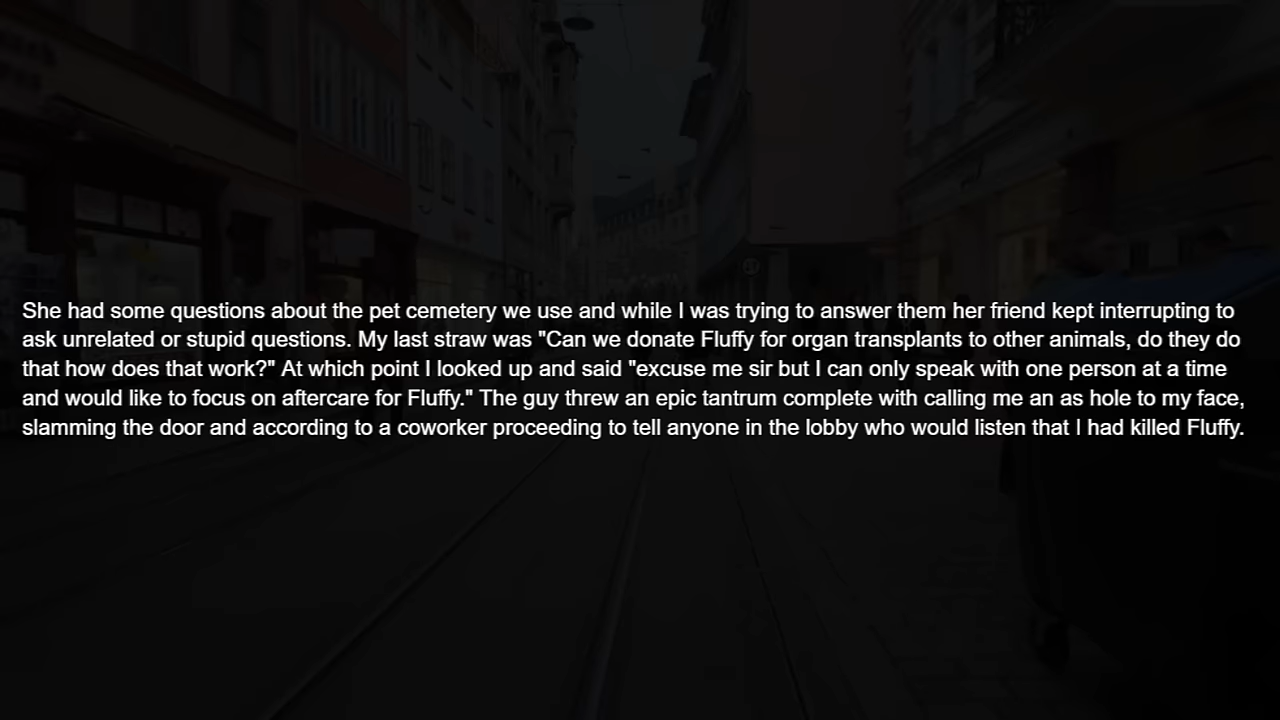 She had some questions about the pet cemetery we use and while I was trying to answer them her friend kept interrupting to
ask unrelated or stupid questions. My last straw was "Can we donate Fluffy for organ transplants to other animals, do they do
that how does that work?" At which point I looked up and said "excuse me sir but I can only speak with one person at a time
and would like to focus on aftercare for Fluffy." The guy threw an epic tantrum complete with calling me an as hole to my face,
slamming the door and according to a coworker proceeding to tell anyone in the lobby who would listen that I had killed Fluffy.